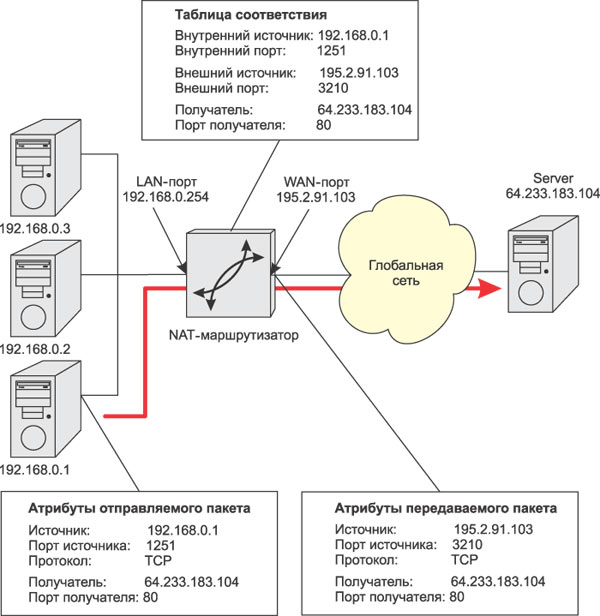 Таблица соответствия
Внутренний источник: 192.168.0.1
Внутренний порт: 1251
Внешний источник: 195.2.91.103
Внешний порт: 3210
Получатель: 64.233.183.104
Порт получателя: 80
LAN-порт
192.168.0.254
WAN-порт
195.2.91.103
Server
64.233.183.104
192.168.0.3
Глобальная
сеть
NAT-маршрутизатор
192.168.0.2
192.168.0.1
Атрибуты отправляемого пакета
Источник: 192.168.0.1
Порт источника: 1251
Протокол: TCP
Получатель: 64.233.183.104
Порт получателя: 80
Атрибуты передаваемого пакета
Источник: 195.2.91.103
Порт источника: 3210
Протокол: TCP
Получатель: 64.233.183.104
Порт получателя: 80